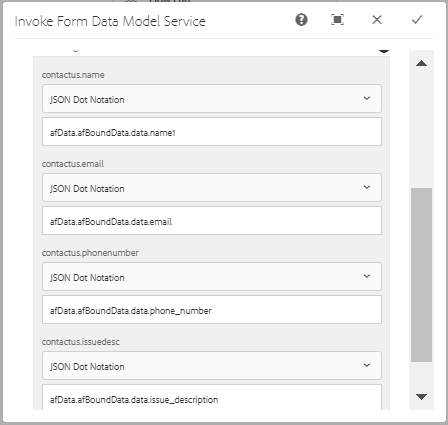 Invoke Form Data Model Service
contactus.name
JSON Dot Notation
afData.afBoundData.data.name1
contactus.email
JSON Dot Notation
afData.afBoundData.data.email
contactus.phonenumber
JSON Dot Notation
afData.afBoundData.data.phone_number
contactus.issuedesc
JSON Dot Notation
afData.afBoundData.data.issue_description